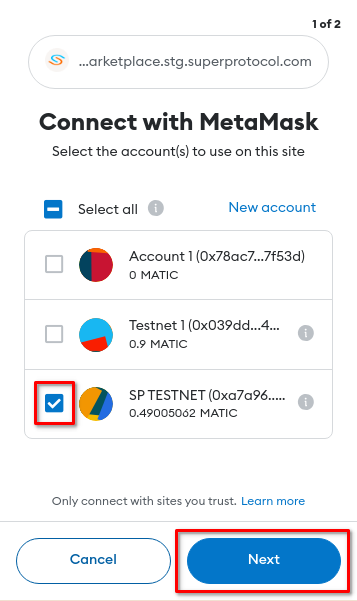 1 of 2
...arketplace.stg.superprotocol.com
Connect with MetaMask
Select the account(s) to use on this site
Select all
New account
Account 1 (0x78ac7...7f53d)
0 MATIC
Testnet 1 (0x039dd...4...
0.9 MATIC
SP TESTNET (0xa7a96.....
0.49005062 MATIC
Only connect with sites you trust. Learn more
Cancel
Next